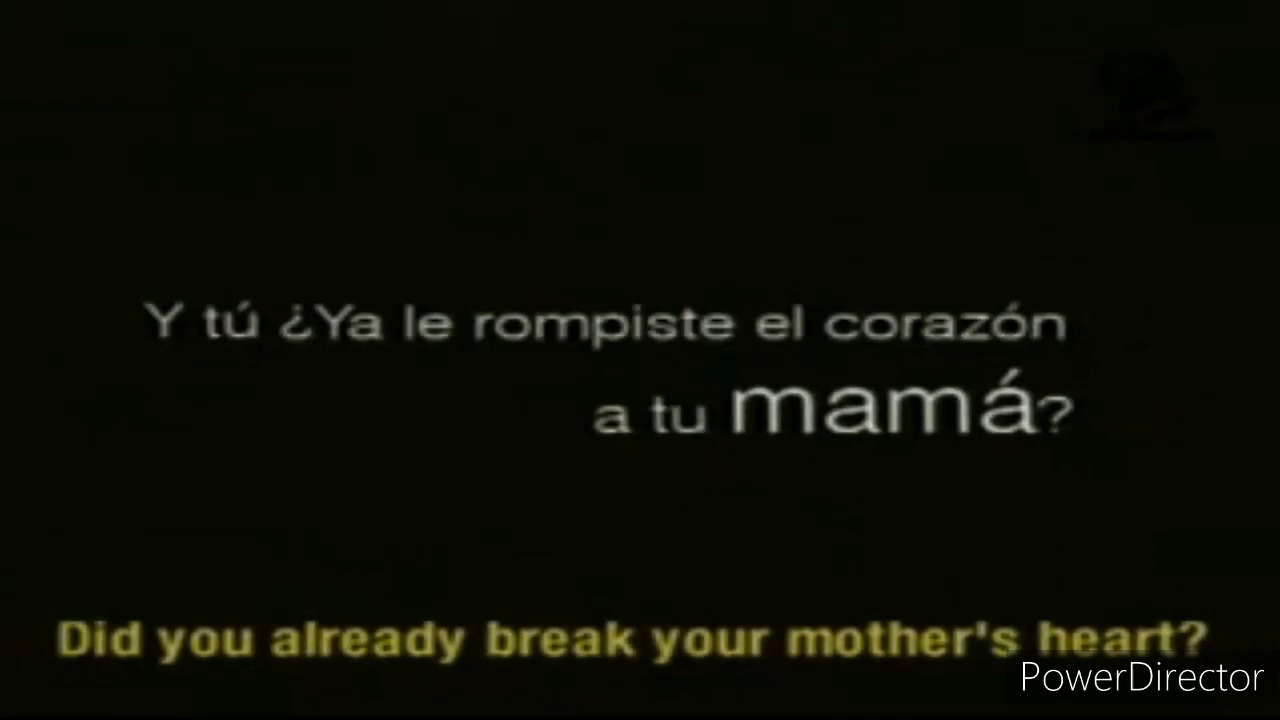 Y tú ¿Ya le rompiste el corazón
a tu mamá?
Did you already break your mother's heart?
PowerDirector